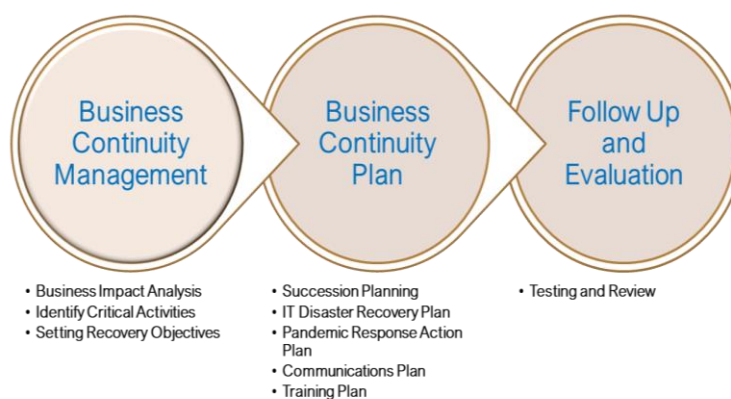 Business
Continuity
Management
Business
Continuity
Plan
Follow Up
and
Evaluation
• Business Impact Analysis
• Identify Critical Activities
• Setting Recovery Objectives
• Succession Planning
• IT Disaster Recovery Plan
• Pandemic Response Action
Plan
• Communications Plan
• Training Plan
• Testing and Review